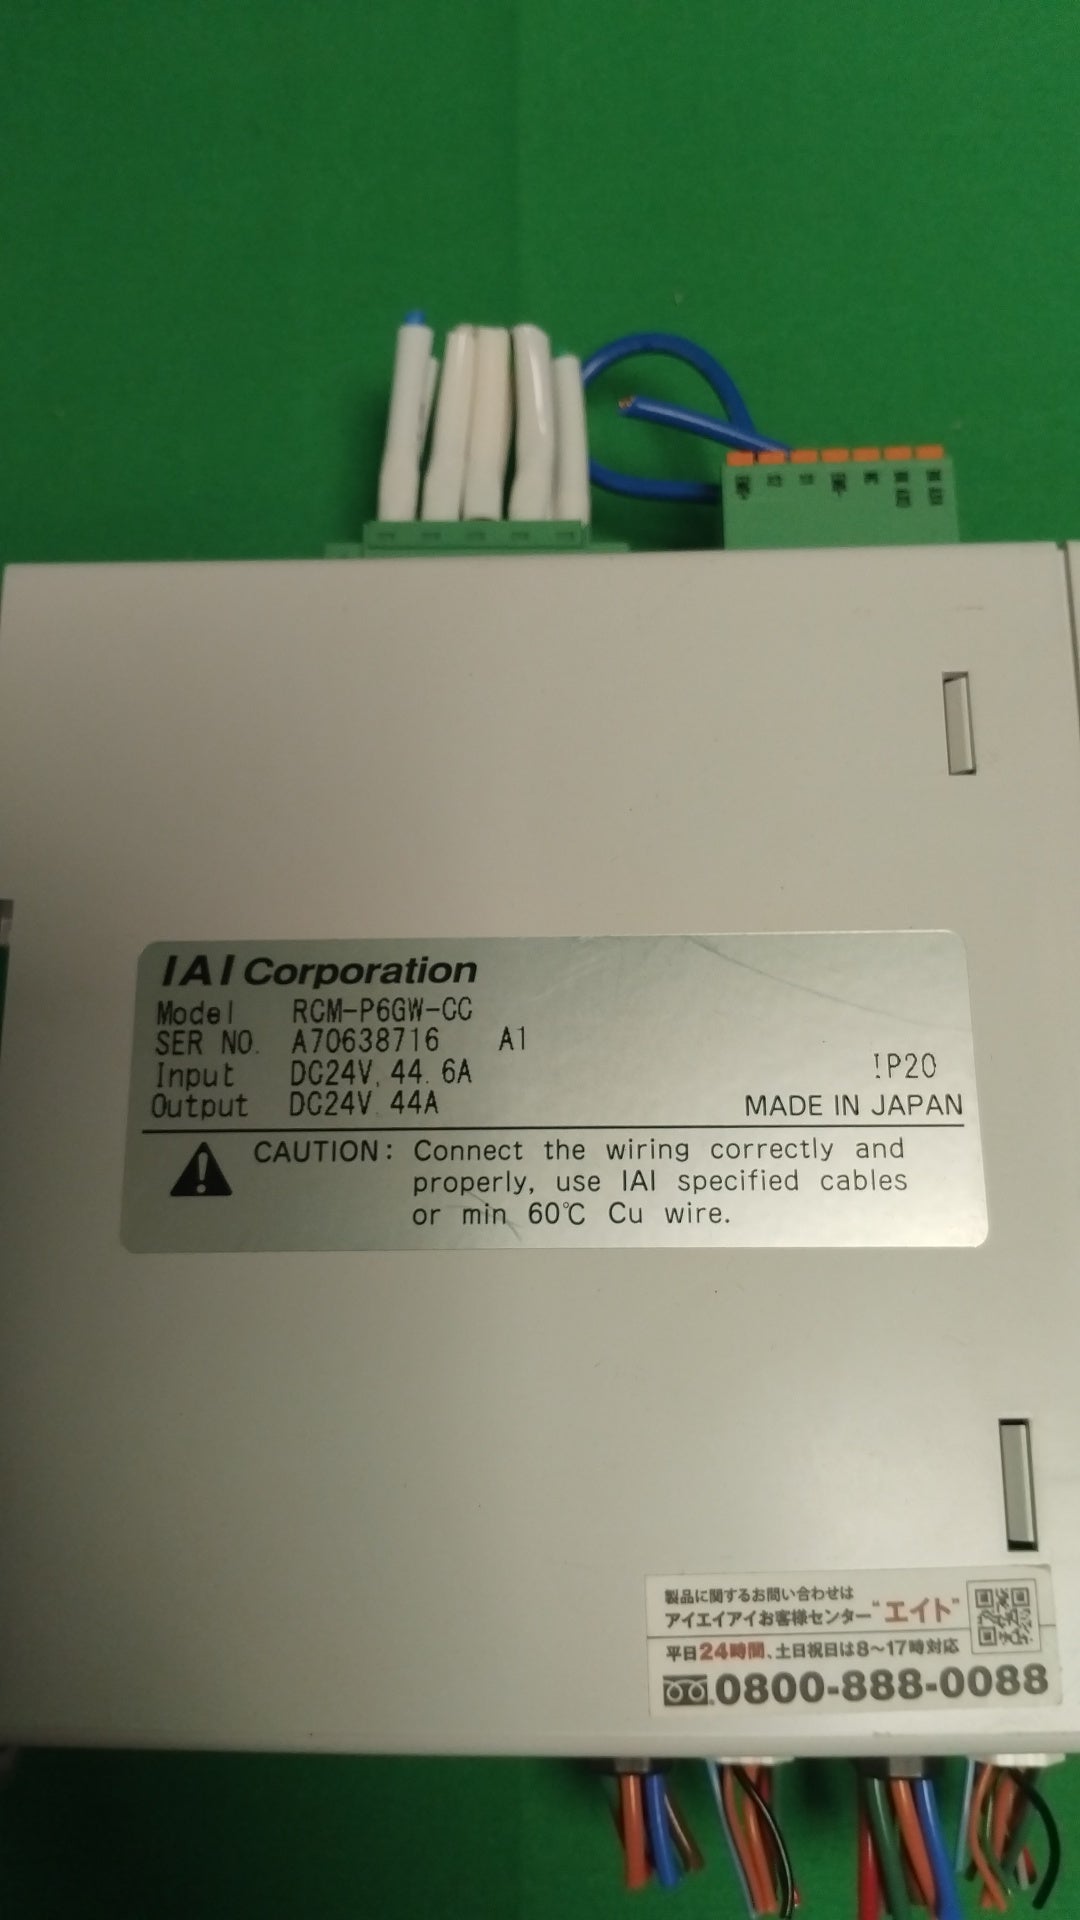 IAI Corporation
Model RCM-P6GW-CC
SER NO. A70638716 A1
Input DC24V, 44.6A
Output DC24V 44A
IP20
MADE IN JAPAN
CAUTION: Connect the wiring correctly and
properly, use IAI specified cables
or min 60℃ Cu wire.
製品に関するお問い合わせは
アイエイアイお客様センター“エイト”
平日24時間、土日祝日は8〜17時対応
0800-888-0088